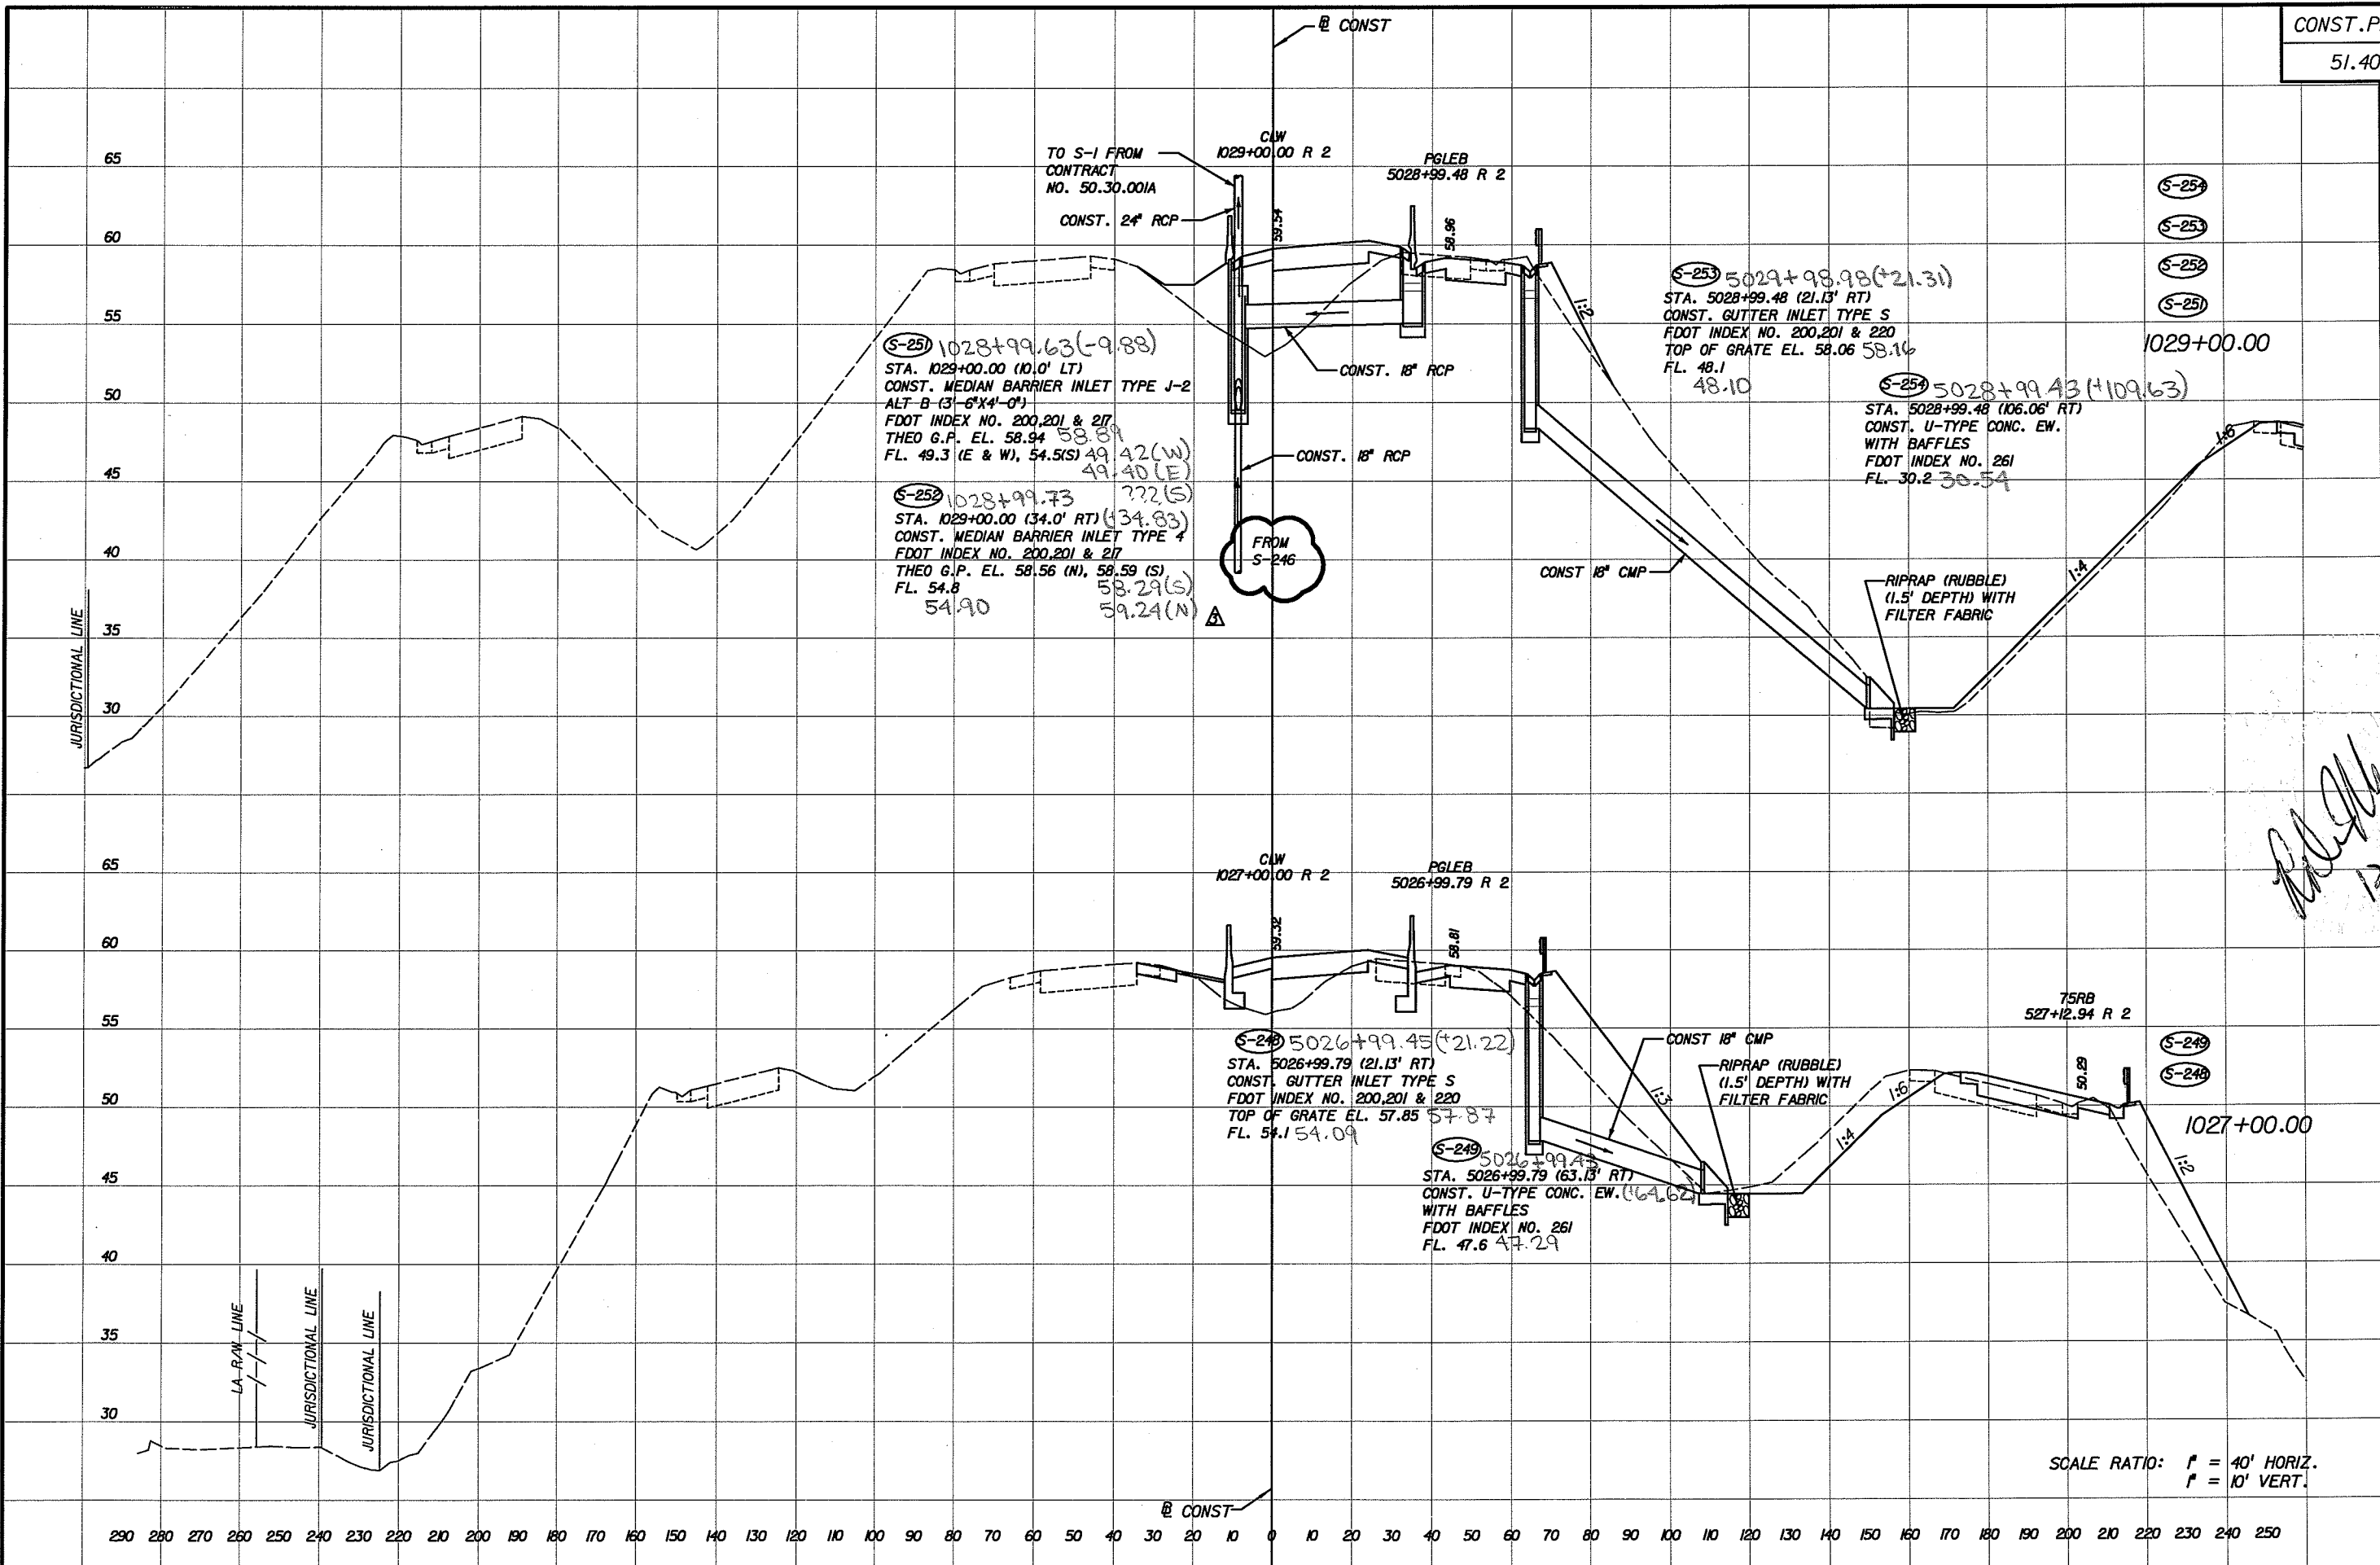 CONST.P
51.40
₧ CONST
TO S-1 FROM
CONTRACT
NO. 50.30.001A
CONST. 24" RCP
CLW
1029+00.00 R 2
PGLEB
5028+99.48 R 2
59.54
58.96
65
60
55
50
45
40
35
30
S-254
S-253
S-252
S-251
1029+00.00
S-251 1028+99.63(-9.88)
STA. 1029+00.00 (10.0' LT)
CONST. MEDIAN BARRIER INLET TYPE J-2
ALT B (3'-6"X4'-0")
FDOT INDEX NO. 200,201 & 217
THEO G.P. EL. 58.94 58.89
FL. 49.3 (E & W), 54.5(S) 49.42(W)
49.40(E)
???(S)
S-252 1028+99.73
STA. 1029+00.00 (34.0' RT) (+34.83)
CONST. MEDIAN BARRIER INLET TYPE 4
FDOT INDEX NO. 200,201 & 217
THEO G.P. EL. 58.56 (N), 58.59 (S)
FL. 54.8 58.29(S)
54.90 59.24(N)
3
CONST. 18" RCP
CONST. 18" RCP
FROM
S-246
S-253 5029+98.98(+21.31)
STA. 5028+99.48 (21.13' RT)
CONST. GUTTER INLET TYPE S
FDOT INDEX NO. 200,201 & 220
TOP OF GRATE EL. 58.06 58.16
FL. 48.1
48.10
S-254 5028+99.43(+109.63)
STA. 5028+99.48 (106.06' RT)
CONST. U-TYPE CONC. EW.
WITH BAFFLES
FDOT INDEX NO. 261
FL. 30.2 30.54
1:2
CONST 18" CMP
RIPRAP (RUBBLE)
(1.5' DEPTH) WITH
FILTER FABRIC
1:4
1:6
JURISDICTIONAL LINE
CLW
1027+00.00 R 2
PGLEB
5026+99.79 R 2
59.32
58.81
65
60
55
50
45
40
35
30
S-248 5026+99.45(+21.22)
STA. 5026+99.79 (21.13' RT)
CONST. GUTTER INLET TYPE S
FDOT INDEX NO. 200,201 & 220
TOP OF GRATE EL. 57.85 57.87
FL. 54.1 54.09
S-249 5026+99.43
STA. 5026+99.79 (63.13' RT)
CONST. U-TYPE CONC. EW. (+64.62)
WITH BAFFLES
FDOT INDEX NO. 261
FL. 47.6 47.29
CONST 18" CMP
RIPRAP (RUBBLE)
(1.5' DEPTH) WITH
FILTER FABRIC
1:3
1:4
1:6
75RB
527+12.94 R 2
50.29
1:2
S-249
S-248
1027+00.00
LA R/W LINE
JURISDICTIONAL LINE
JURISDICTIONAL LINE
SCALE RATIO: 1" = 40' HORIZ.
1" = 10' VERT.
₧ CONST
290 280 270 260 250 240 230 220 210 200 190 180 170 160 150 140 130 120 110 100 90 80 70 60 50 40 30 20 10 0 10 20 30 40 50 60 70 80 90 100 110 120 130 140 150 160 170 180 190 200 210 220 230 240 250